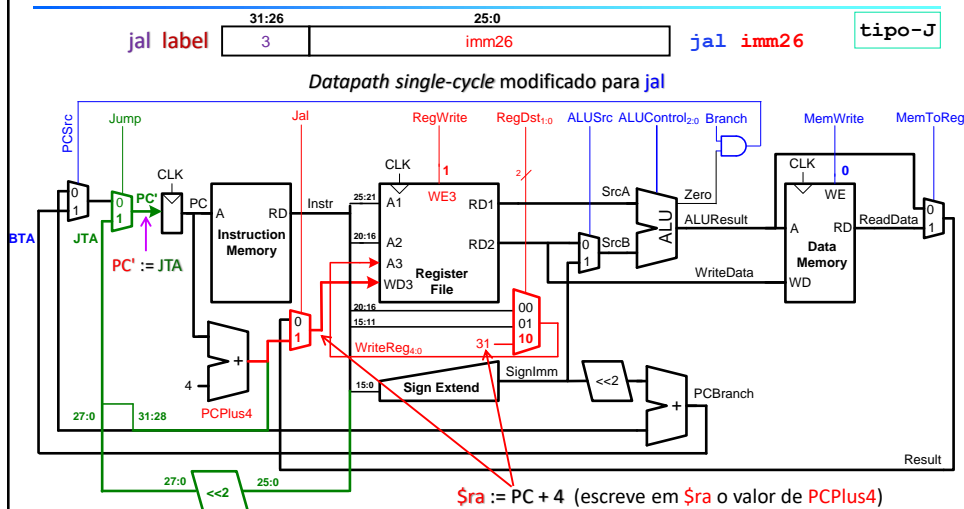 31:26 25:0
jal label 3 imm26 jal imm26 tipo-J
Datapath single-cycle modificado para jal
PCSrc Jump Jal RegWrite RegDst1:0 ALUSrc ALUControl2:0 Branch MemWrite MemToReg
CLK CLK 1 2 CLK 0
0 1 PC' 0 1 PC A RD Instr 25:21 A1 WE3 RD1 SrcA Zero WE
BTA JTA Instruction Memory 20:16 A2 RD2 0 1 SrcB ALU ALUResult A RD ReadData 0 1
PC' := JTA A3 Register File Data Memory
WD3 WriteData WD
0 1 20:16 00
15:11 01
+ WriteReg4:0 31 10
4 15:0 Sign Extend SignImm <<2 PCBranch
PCPlus4 +
27:0 31:28
Result
27:0 <<2 25:0
$ra := PC + 4 (escreve em $ra o valor de PCPlus4)